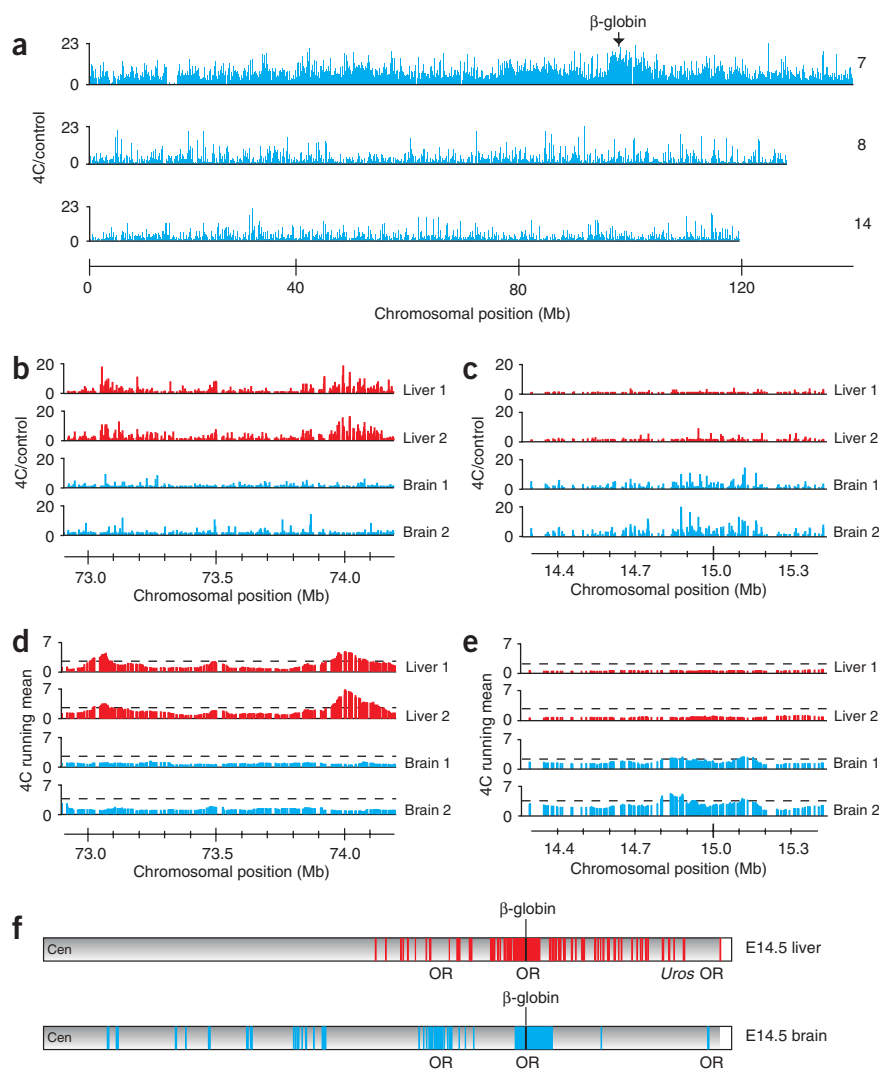 a
β-globin
23
0
7
23
0
8
23
0
14
4C/control
0 40 80 120
Chromosomal position (Mb)
b
20
0
Liver 1
20
0
Liver 2
20
0
Brain 1
20
0
Brain 2
4C/control
73.0 73.5 74.0
Chromosomal position (Mb)
c
20
0
Liver 1
20
0
Liver 2
20
0
Brain 1
20
0
Brain 2
4C/control
14.4 14.7 15.0 15.3
Chromosomal position (Mb)
d
7
0
Liver 1
7
0
Liver 2
7
0
Brain 1
7
0
Brain 2
4C running mean
73.0 73.5 74.0
Chromosomal position (Mb)
e
7
0
Liver 1
7
0
Liver 2
7
0
Brain 1
7
0
Brain 2
4C running mean
14.4 14.7 15.0 15.3
Chromosomal position (Mb)
f
β-globin
Cen
E14.5 liver
OR OR Uros OR
β-globin
Cen
E14.5 brain
OR OR OR